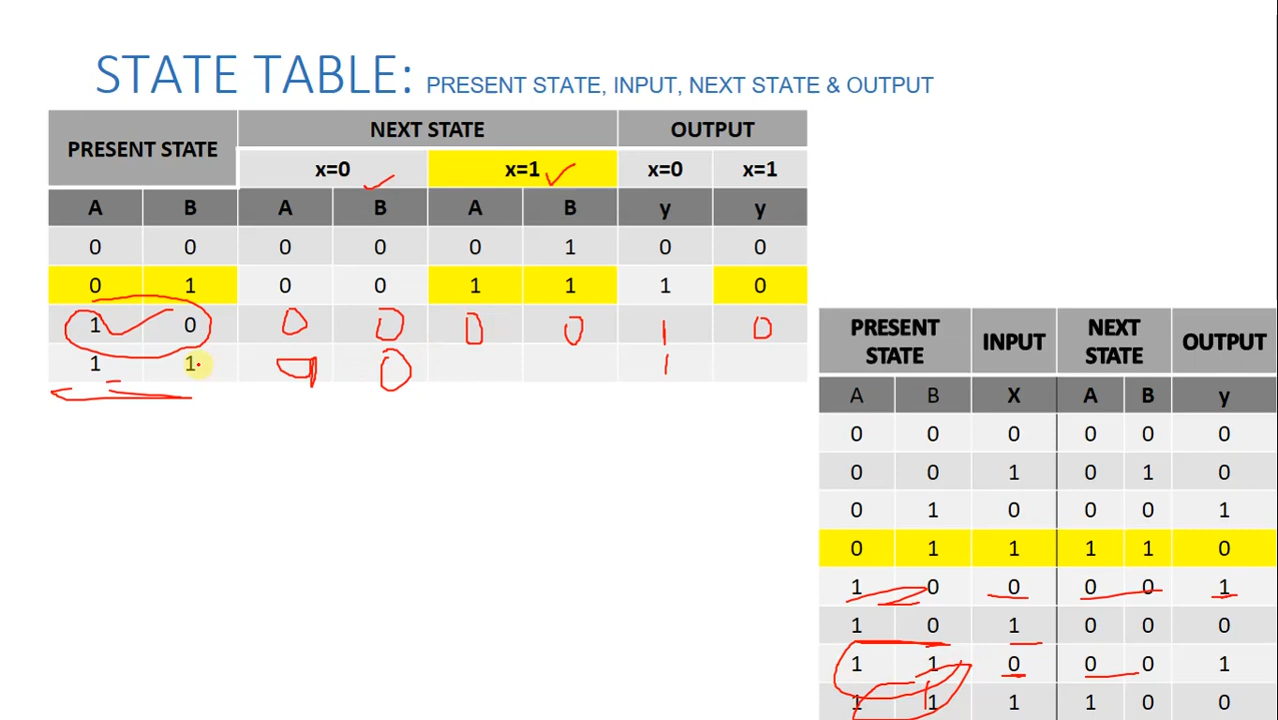 STATE TABLE: PRESENT STATE, INPUT, NEXT STATE & OUTPUT
PRESENT STATE NEXT STATE OUTPUT
x=0 x=1 x=0 x=1
A B A B A B y y
0 0 0 0 0 1 0 0
0 1 0 0 1 1 1 0
1 0 0 0 0 0 1 0
1 1 0 0 1
PRESENT STATE INPUT NEXT STATE OUTPUT
A B X A B y
0 0 0 0 0 0
0 0 1 0 1 0
0 1 0 0 0 1
0 1 1 1 1 0
1 0 0 0 0 1
1 0 1 0 0 0
1 1 0 0 0 1
1 1 1 1 0 0